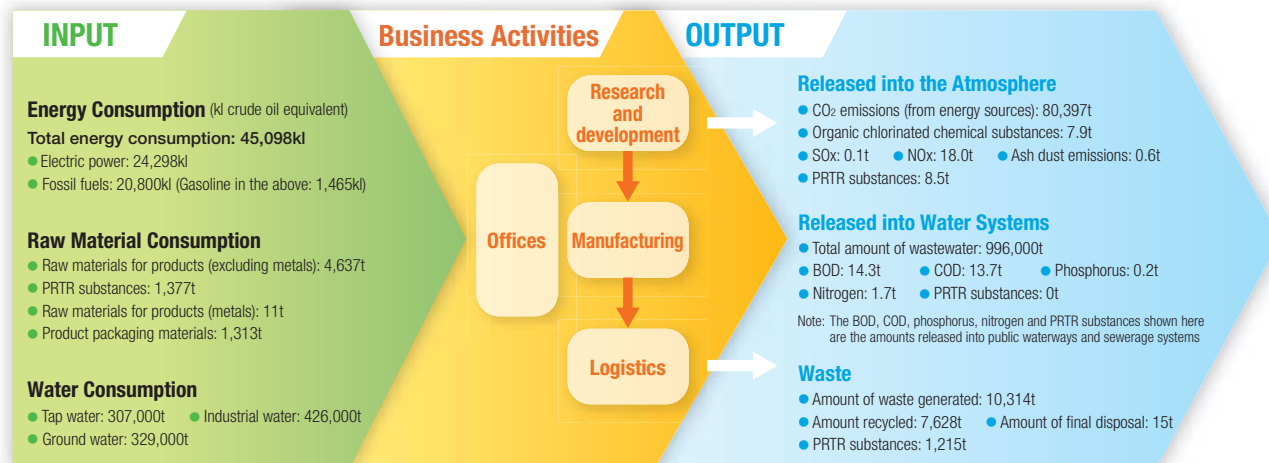 INPUT
Energy Consumption (kl crude oil equivalent)
Total energy consumption: 45,098kl
● Electric power: 24,298kl
● Fossil fuels: 20,800kl (Gasoline in the above: 1,465kl)
Raw Material Consumption
● Raw materials for products (excluding metals): 4,637t
● PRTR substances: 1,377t
● Raw materials for products (metals): 11t
● Product packaging materials: 1,313t
Water Consumption
● Tap water: 307,000t ● Industrial water: 426,000t
● Ground water: 329,000t
Business Activities
Offices
Research
and
development
Manufacturing
Logistics
OUTPUT
Released into the Atmosphere
● CO2 emissions (from energy sources): 80,397t
● Organic chlorinated chemical substances: 7.9t
● SOx: 0.1t ● NOx: 18.0t ● Ash dust emissions: 0.6t
● PRTR substances: 8.5t
Released into Water Systems
● Total amount of wastewater: 996,000t
● BOD: 14.3t ● COD: 13.7t ● Phosphorus: 0.2t
● Nitrogen: 1.7t ● PRTR substances: 0t
Note: The BOD, COD, phosphorus, nitrogen and PRTR substances shown here
are the amounts released into public waterways and sewerage systems
Waste
● Amount of waste generated: 10,314t
● Amount recycled: 7,628t ● Amount of final disposal: 15t
● PRTR substances: 1,215t